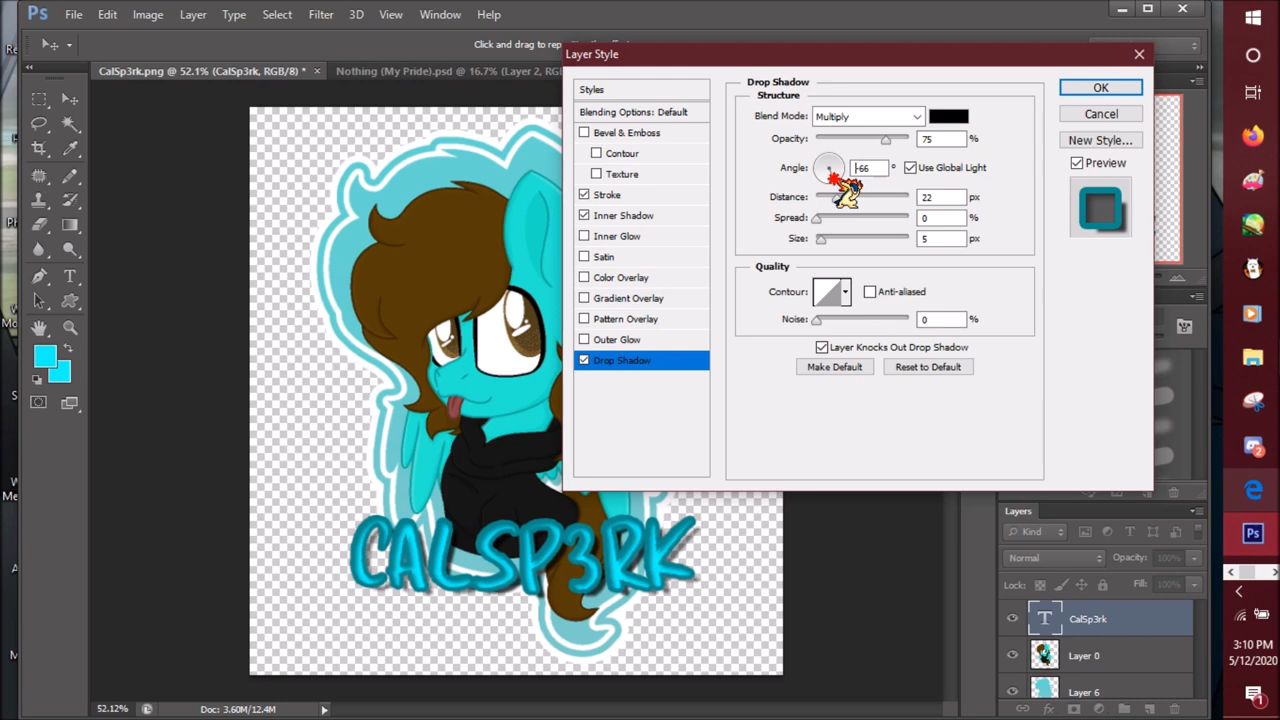 Ps File Edit Image Layer Type Select Filter 3D View Window Help
Click and drag to rep
Layer Style
CalSp3rk.png @ 52.1% (CalSp3rk, RGB/8) * × Nothing (My Pride).psd @ 16.7% (Layer 2, RG
Styles
Blending Options: Default
Bevel & Emboss
Contour
Texture
Stroke
Inner Shadow
Inner Glow
Satin
Color Overlay
Gradient Overlay
Pattern Overlay
Outer Glow
Drop Shadow
Drop Shadow
Structure
Blend Mode: Multiply
Opacity: 75 %
Angle: -66 ° Use Global Light
Distance: 22 px
Spread: 0 %
Size: 5 px
Quality
Contour: Anti-aliased
Noise: 0 %
Layer Knocks Out Drop Shadow
Make Default Reset to Default
OK
Cancel
New Style...
Preview
CALSP3RK
Layers
Kind
Normal Opacity: 100%
Lock: Fill: 100%
T CalSp3rk
Layer 0
Layer 6
fx
52.12% Doc: 3.60M/12.4M
2
Ps
3:10 PM
5/12/2020
1